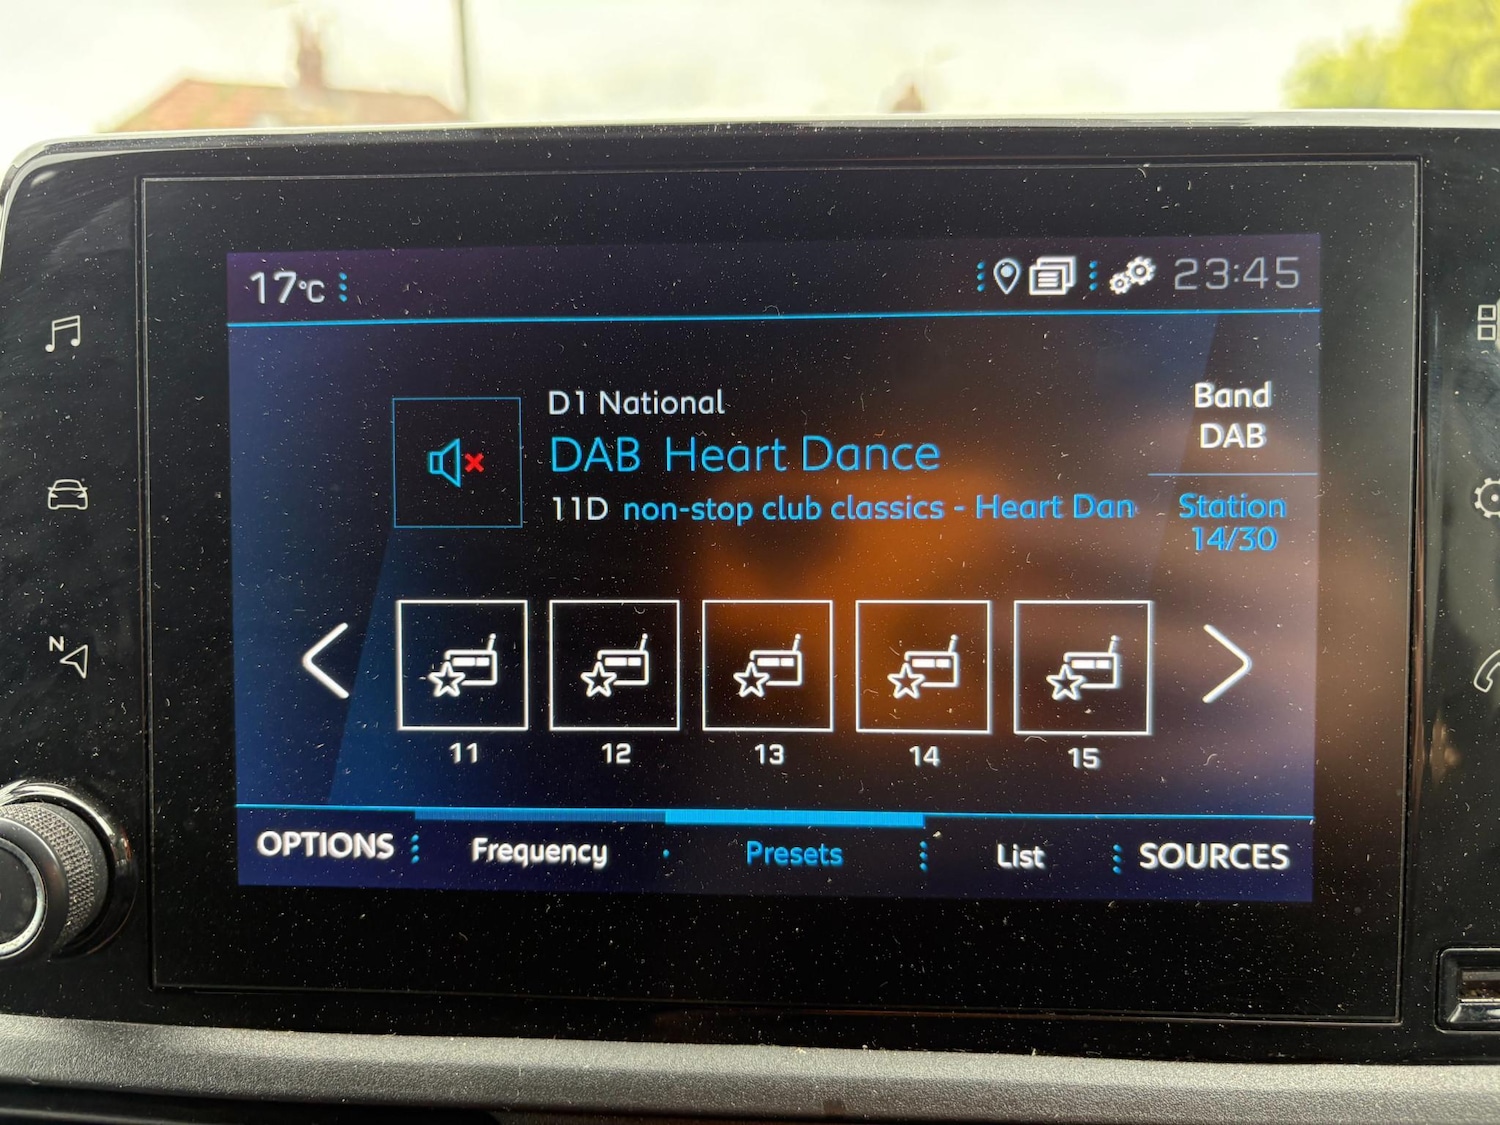 17°C
23:45
D1 National
DAB Heart Dance
11D non-stop club classics - Heart Dan
Band
DAB
Station
14/30
11 12 13 14 15
OPTIONS Frequency Presets List SOURCES
N